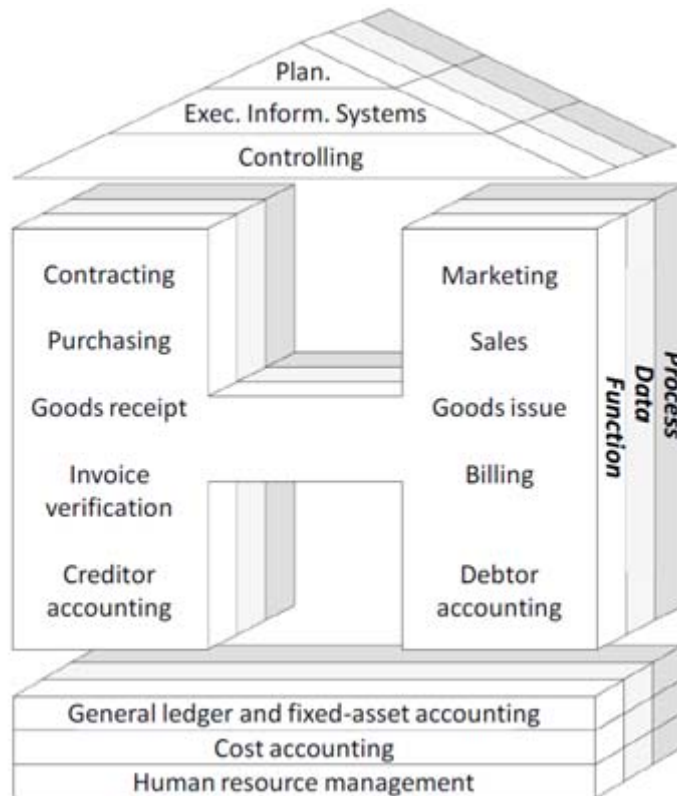 Plan.
Exec. Inform. Systems
Controlling
Contracting
Purchasing
Goods receipt
Invoice
verification
Creditor
accounting
Marketing
Sales
Goods issue
Billing
Debtor
accounting
Function
Data
Process
General ledger and fixed-asset accounting
Cost accounting
Human resource management